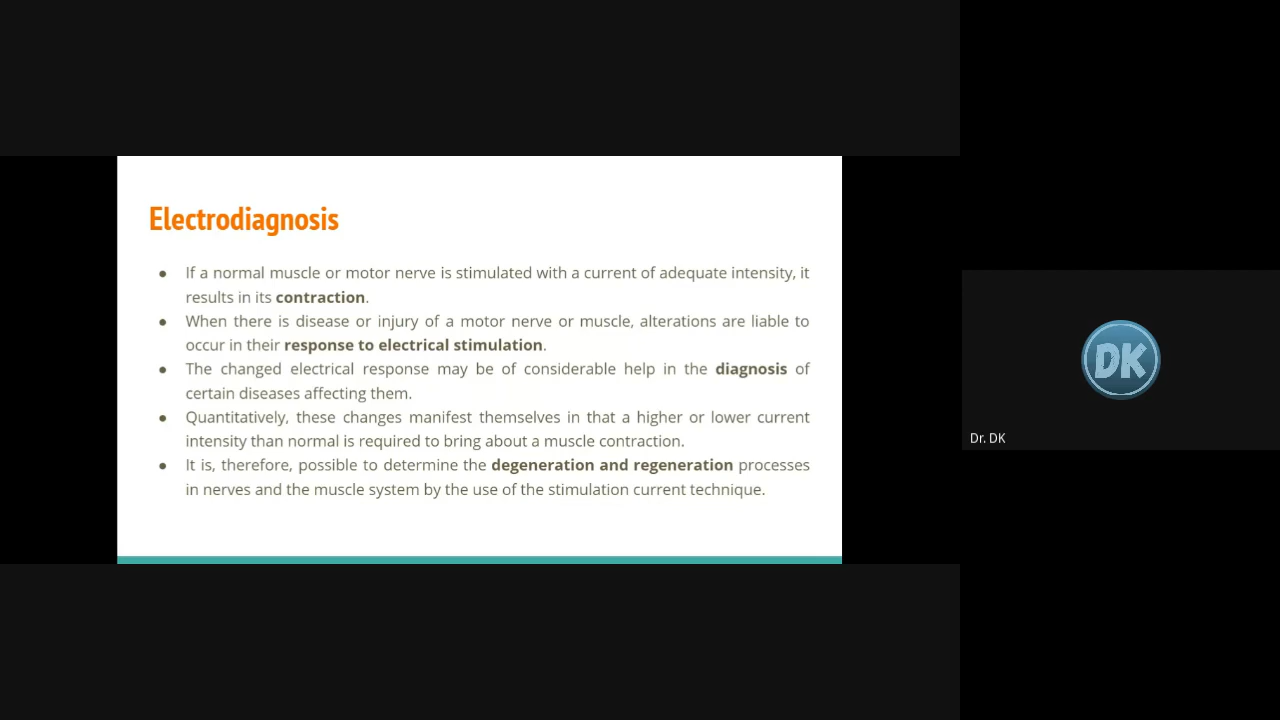 Electrodiagnosis
● If a normal muscle or motor nerve is stimulated with a current of adequate intensity, it
results in its contraction.
● When there is disease or injury of a motor nerve or muscle, alterations are liable to
occur in their response to electrical stimulation.
● The changed electrical response may be of considerable help in the diagnosis of
certain diseases affecting them.
● Quantitatively, these changes manifest themselves in that a higher or lower current
intensity than normal is required to bring about a muscle contraction.
● It is, therefore, possible to determine the degeneration and regeneration processes
in nerves and the muscle system by the use of the stimulation current technique.
DK
Dr. DK